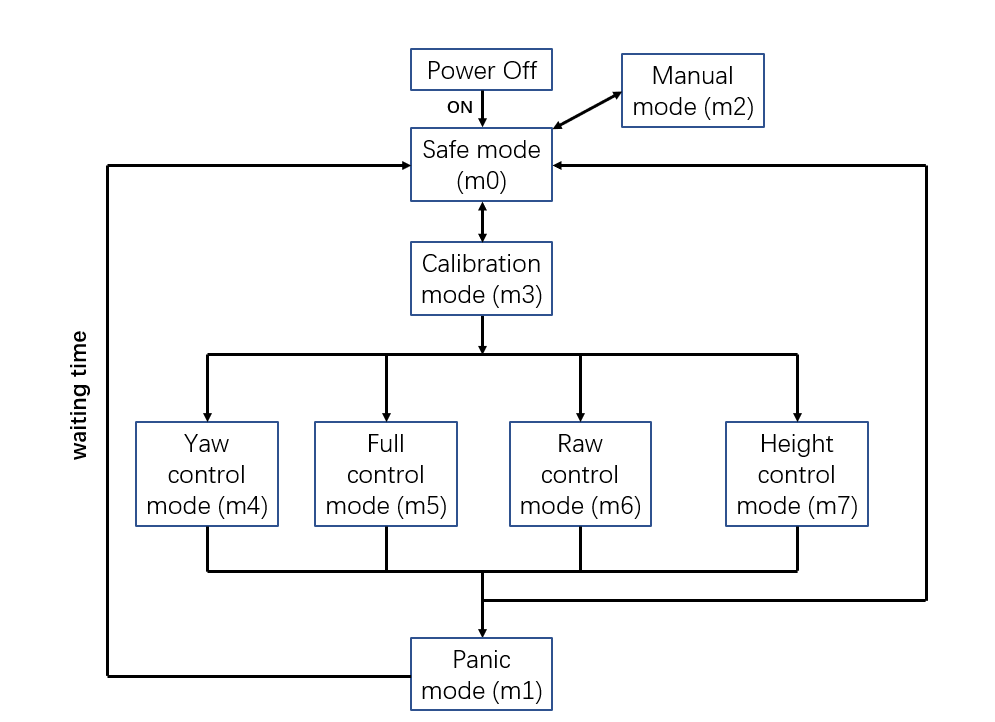 Power Off
Manual
mode (m2)
ON
Safe mode
(m0)
Calibration
mode (m3)
waiting time
Yaw
control
mode (m4)
Full
control
mode (m5)
Raw
control
mode (m6)
Height
control
mode (m7)
Panic
mode (m1)